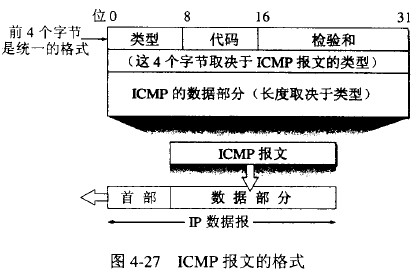 位 0 8 16 31
前 4 个字节
是统一的格式
类型 代码 检验和
(这 4 个字节取决于 ICMP 报文的类型)
ICMP 的数据部分(长度取决于类型)
ICMP 报文
首 部 数 据 部 分
IP 数据报
图 4-27 ICMP 报文的格式